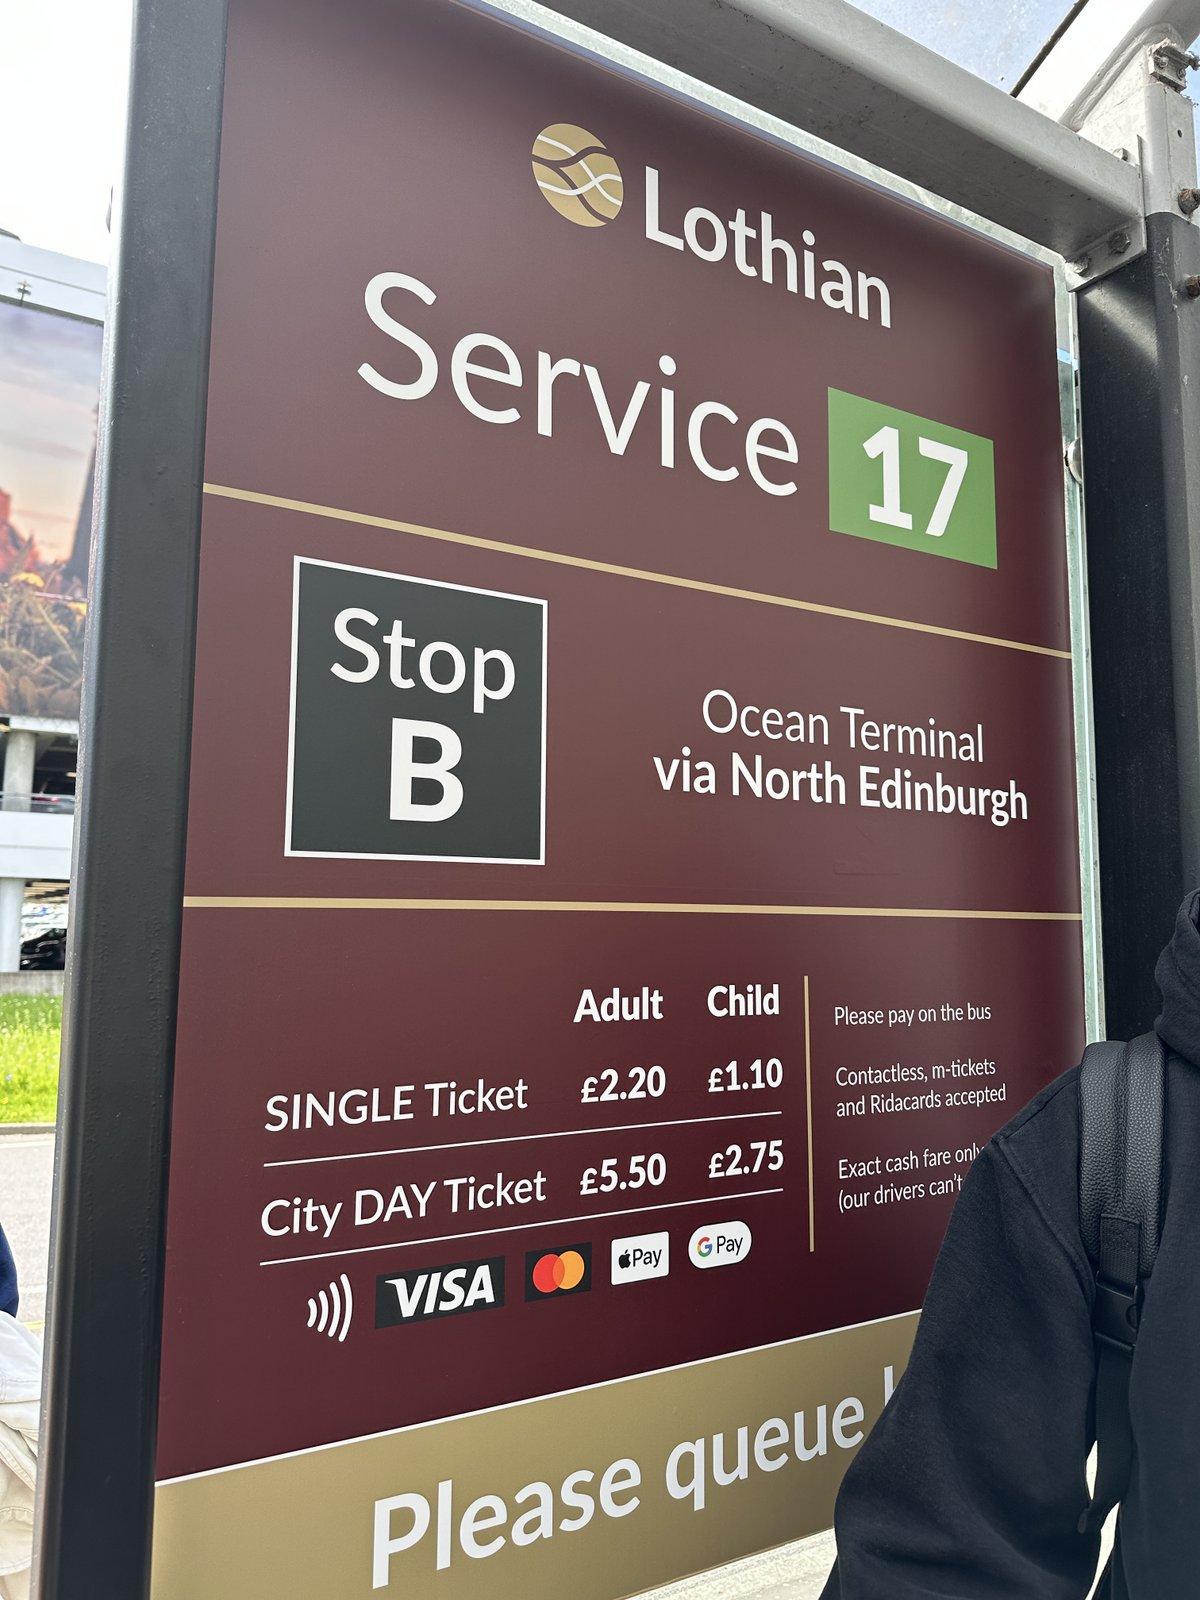 Lothian
Service 17
Stop
B
Ocean Terminal
via North Edinburgh
Adult Child
SINGLE Ticket £2.20 £1.10
City DAY Ticket £5.50 £2.75
VISA Pay G Pay
Please pay on the bus
Contactless, m-tickets
and Ridacards accepted
Exact cash fare only
(our drivers can't
Please queue